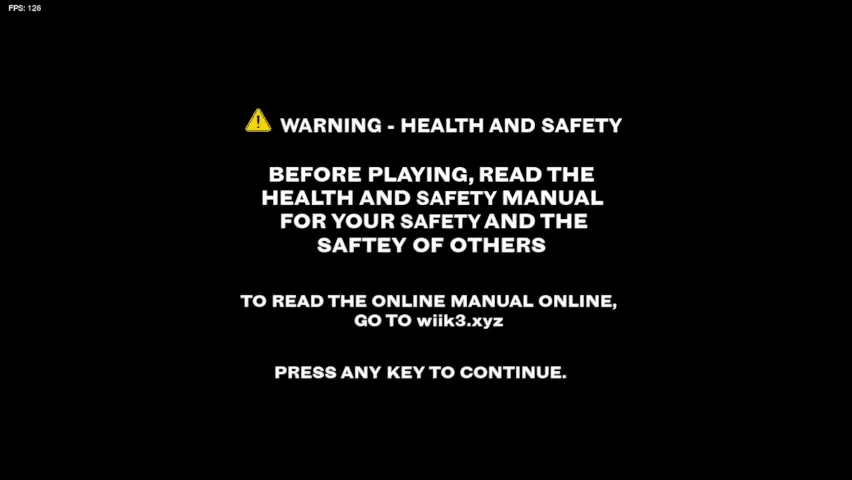 FPS: 126
WARNING - HEALTH AND SAFETY
BEFORE PLAYING, READ THE
HEALTH AND SAFETY MANUAL
FOR YOUR SAFETY AND THE
SAFTEY OF OTHERS
TO READ THE ONLINE MANUAL ONLINE,
GO TO wiik3.xyz
PRESS ANY KEY TO CONTINUE.